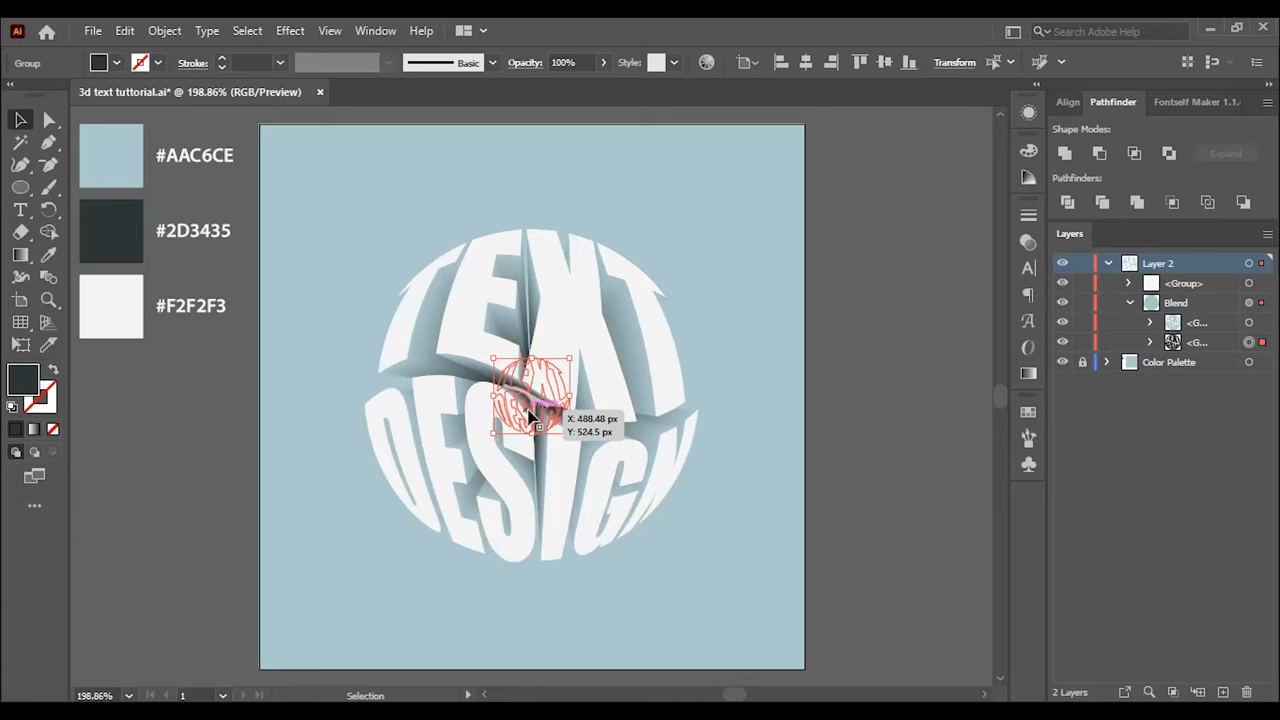 Ai File Edit Object Type Select Effect View Window Help Search Adobe Help
Group Stroke: Basic Opacity: 100% Style: Transform
3d text tuttorial.ai* @ 198.86% (RGB/Preview)
Align Pathfinder Fontself Maker 1.1.
Shape Modes:
Expand
Pathfinders:
Layers
Layer 2
<Group>
Blend
<G...
<G...
Color Palette
#AAC6CE
#2D3435
#F2F2F3
TEXT
DESIGN
X: 488.48 px
Y: 524.5 px
198.86% 1 Selection
2 Layers